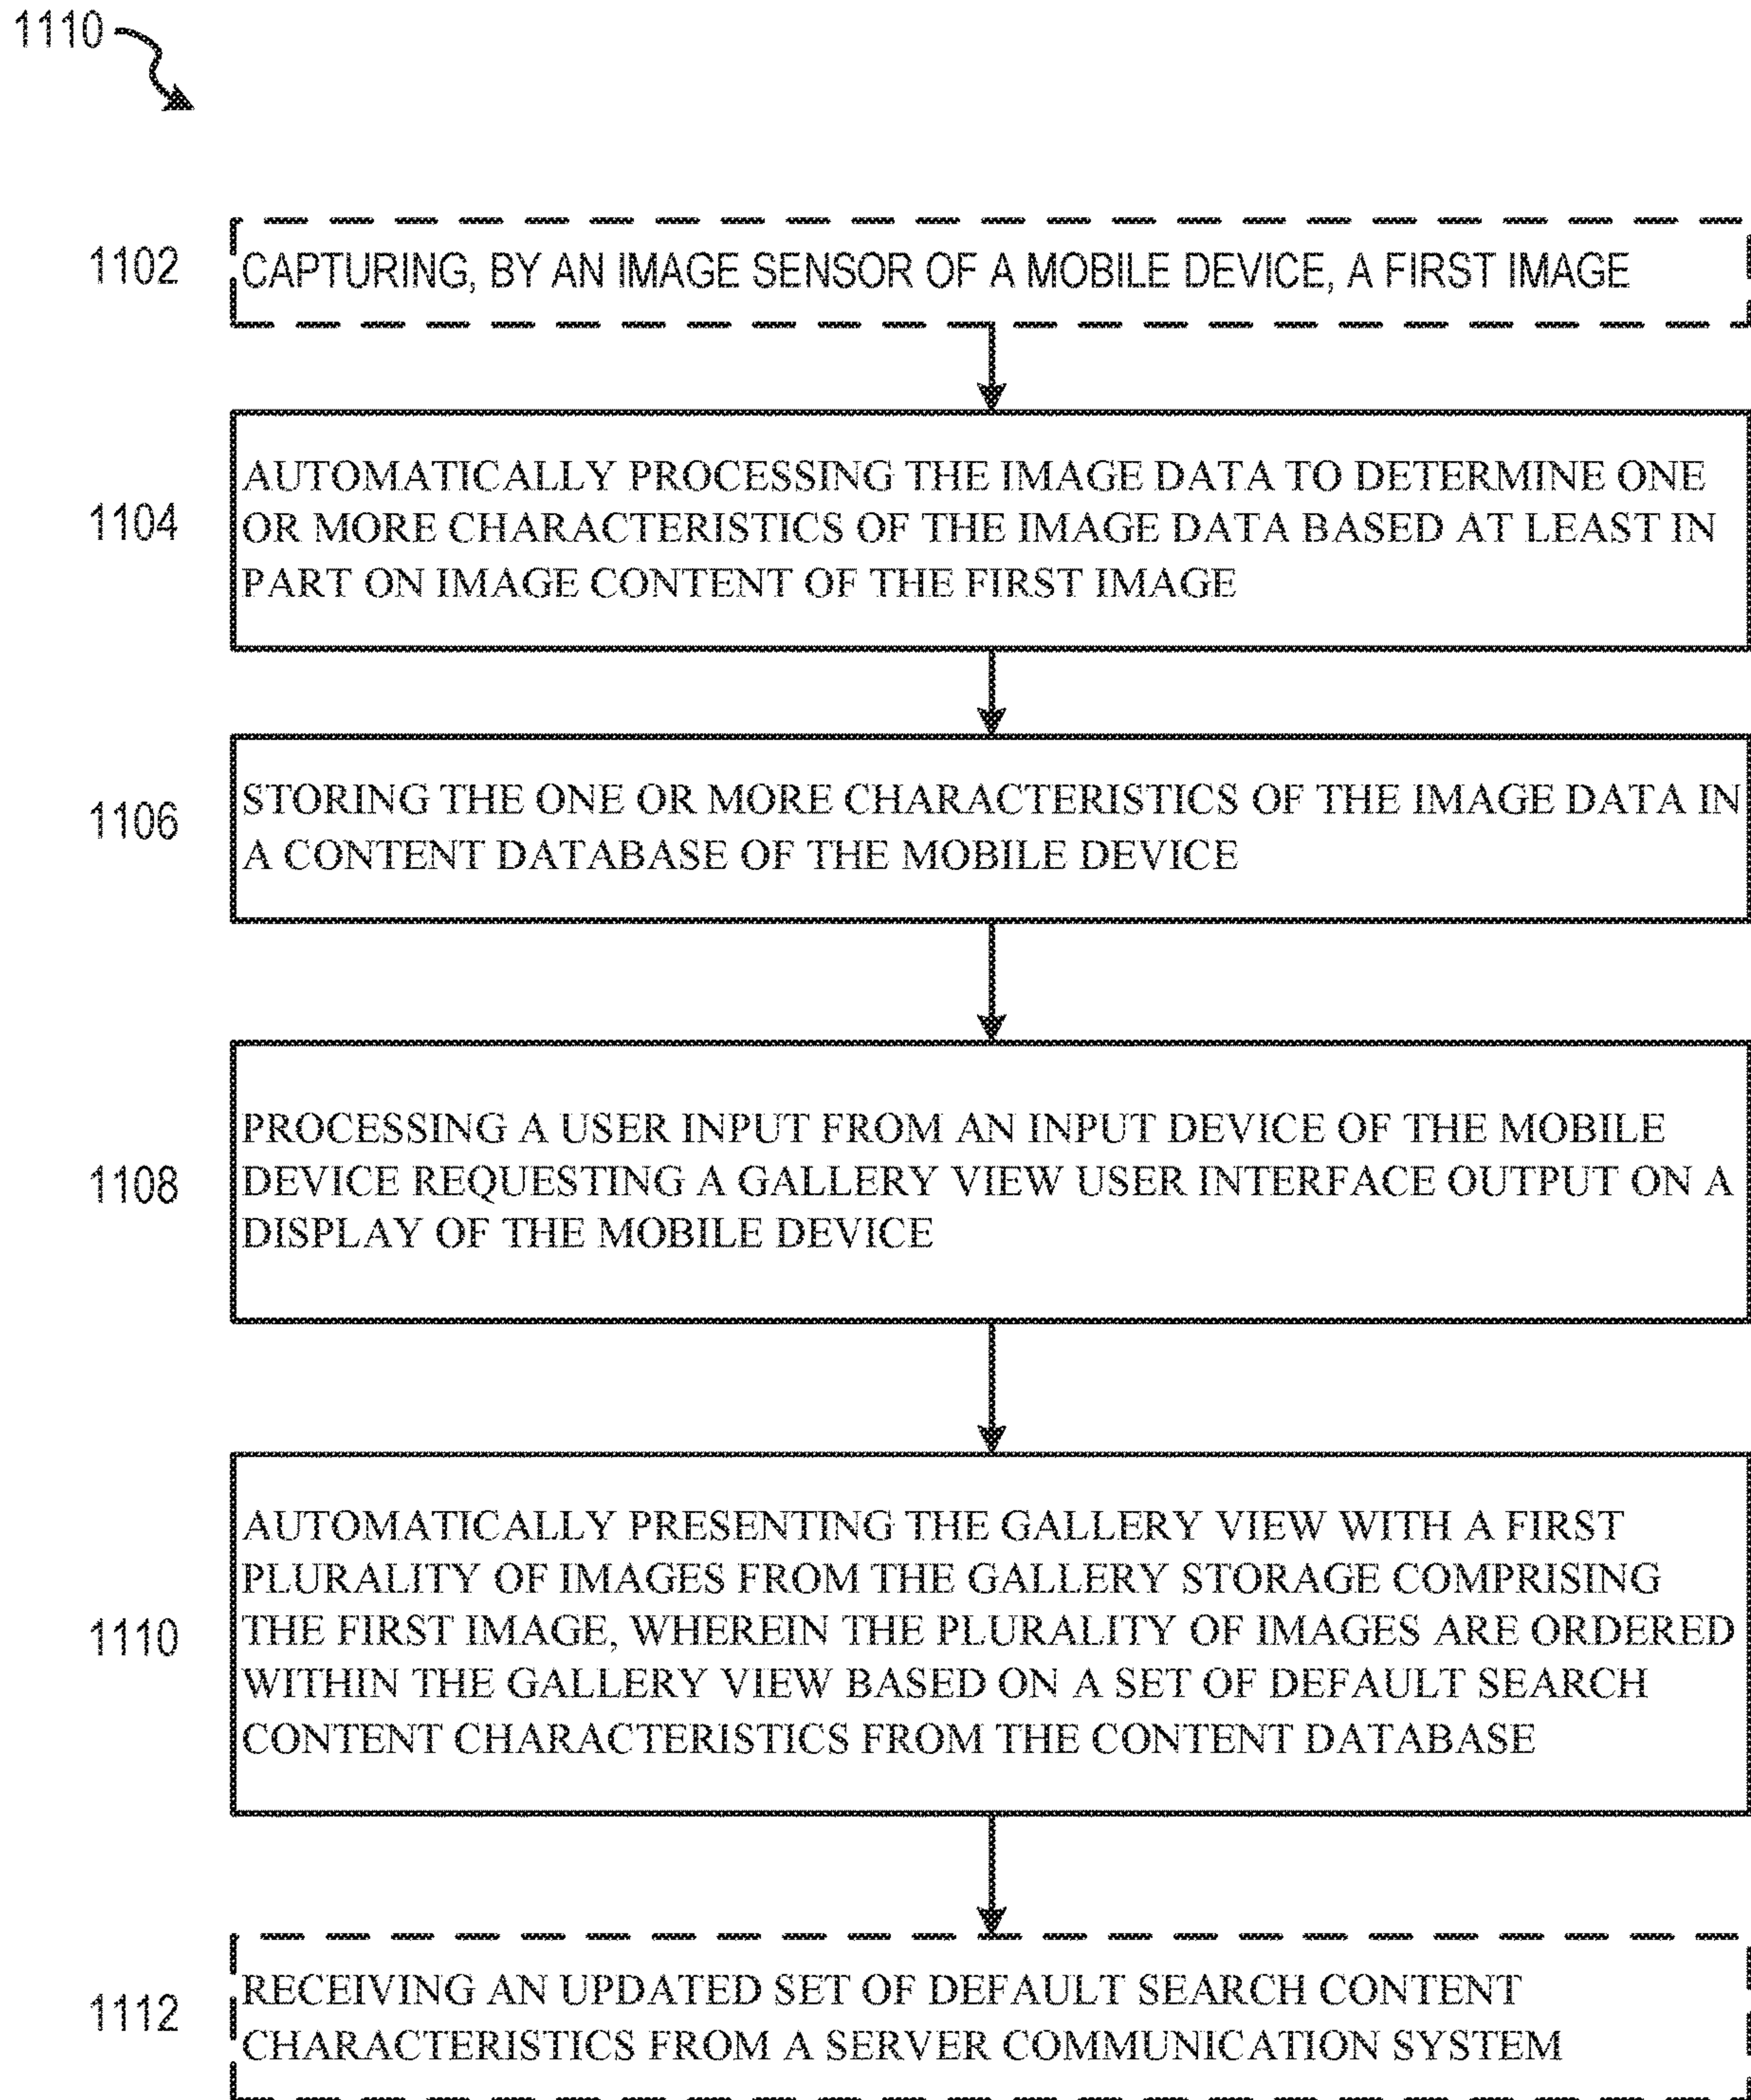 1110
1102
CAPTURING, BY AN IMAGE SENSOR OF A MOBILE DEVICE, A FIRST IMAGE
1104
AUTOMATICALLY PROCESSING THE IMAGE DATA TO DETERMINE ONE
OR MORE CHARACTERISTICS OF THE IMAGE DATA BASED AT LEAST IN
PART ON IMAGE CONTENT OF THE FIRST IMAGE
1106
STORING THE ONE OR MORE CHARACTERISTICS OF THE IMAGE DATA IN
A CONTENT DATABASE OF THE MOBILE DEVICE
1108
PROCESSING A USER INPUT FROM AN INPUT DEVICE OF THE MOBILE
DEVICE REQUESTING A GALLERY VIEW USER INTERFACE OUTPUT ON A
DISPLAY OF THE MOBILE DEVICE
1110
AUTOMATICALLY PRESENTING THE GALLERY VIEW WITH A FIRST
PLURALITY OF IMAGES FROM THE GALLERY STORAGE COMPRISING
THE FIRST IMAGE, WHEREIN THE PLURALITY OF IMAGES ARE ORDERED
WITHIN THE GALLERY VIEW BASED ON A SET OF DEFAULT SEARCH
CONTENT CHARACTERISTICS FROM THE CONTENT DATABASE
1112
RECEIVING AN UPDATED SET OF DEFAULT SEARCH CONTENT
CHARACTERISTICS FROM A SERVER COMMUNICATION SYSTEM